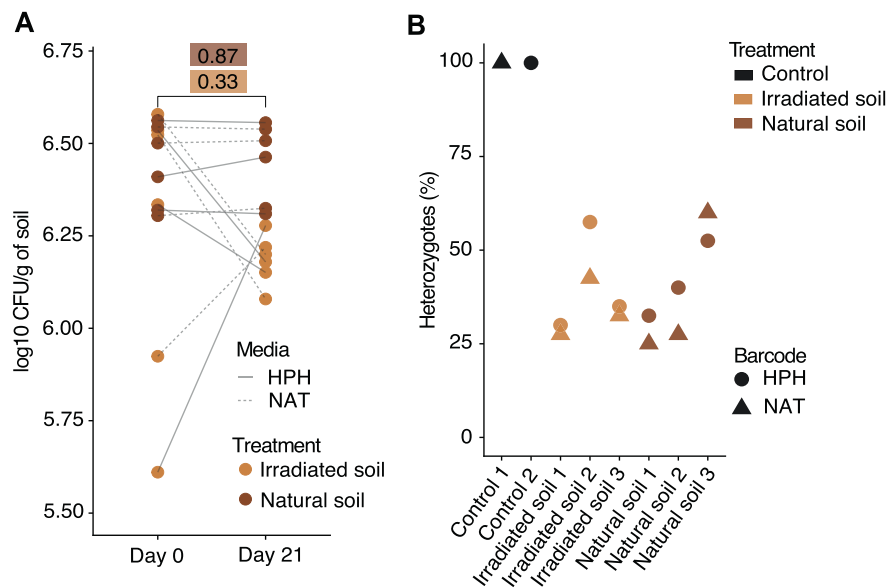 A
log10 CFU/g of soil
6.75
6.50
6.25
6.00
5.75
5.50
0.87
0.33
Media
HPH
NAT
Treatment
Irradiated soil
Natural soil
Day 0
Day 21
B
Heterozygotes (%)
100
75
50
25
0
Treatment
Control
Irradiated soil
Natural soil
Barcode
HPH
NAT
Control 1
Control 2
Irradiated soil 1
Irradiated soil 2
Irradiated soil 3
Natural soil 1
Natural soil 2
Natural soil 3